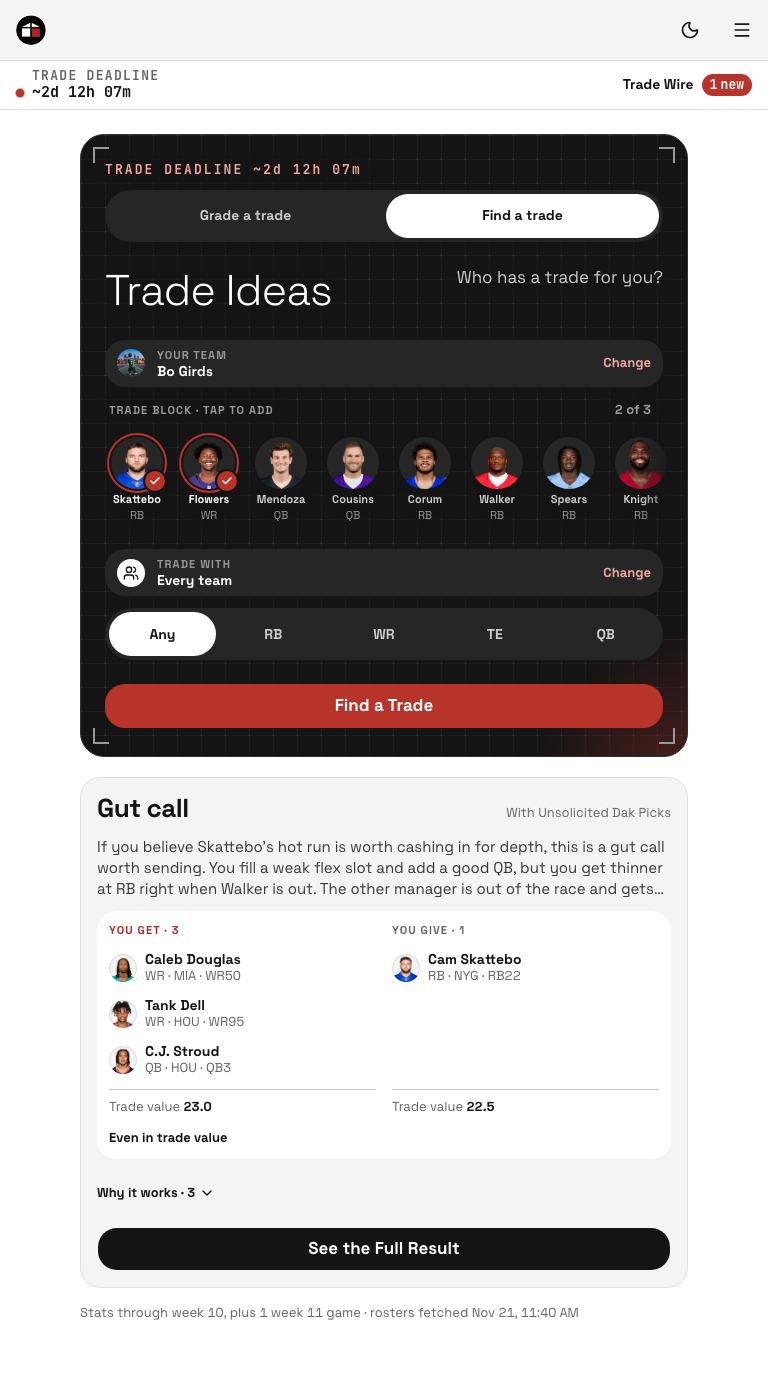 TRADE DEADLINE
~2d 12h 07m
Trade Wire
1 new
TRADE DEADLINE ~2d 12h 07m
Grade a trade
Find a trade
Trade Ideas
Who has a trade for you?
YOUR TEAM
Bo Girds
Change
TRADE BLOCK · TAP TO ADD
2 of 3
Skattebo
RB
Flowers
WR
Mendoza
QB
Cousins
QB
Corum
RB
Walker
RB
Spears
RB
Knight
RB
TRADE WITH
Every team
Change
Any
RB
WR
TE
QB
Find a Trade
Gut call
With Unsolicited Dak Picks
If you believe Skattebo's hot run is worth cashing in for depth, this is a gut call
worth sending. You fill a weak flex slot and add a good QB, but you get thinner
at RB right when Walker is out. The other manager is out of the race and gets…
YOU GET · 3
Caleb Douglas
WR · MIA · WR50
Tank Dell
WR · HOU · WR95
C.J. Stroud
QB · HOU · QB3
Trade value 23.0
Even in trade value
YOU GIVE · 1
Cam Skattebo
RB · NYG · RB22
Trade value 22.5
Why it works · 3
See the Full Result
Stats through week 10, plus 1 week 11 game · rosters fetched Nov 21, 11:40 AM